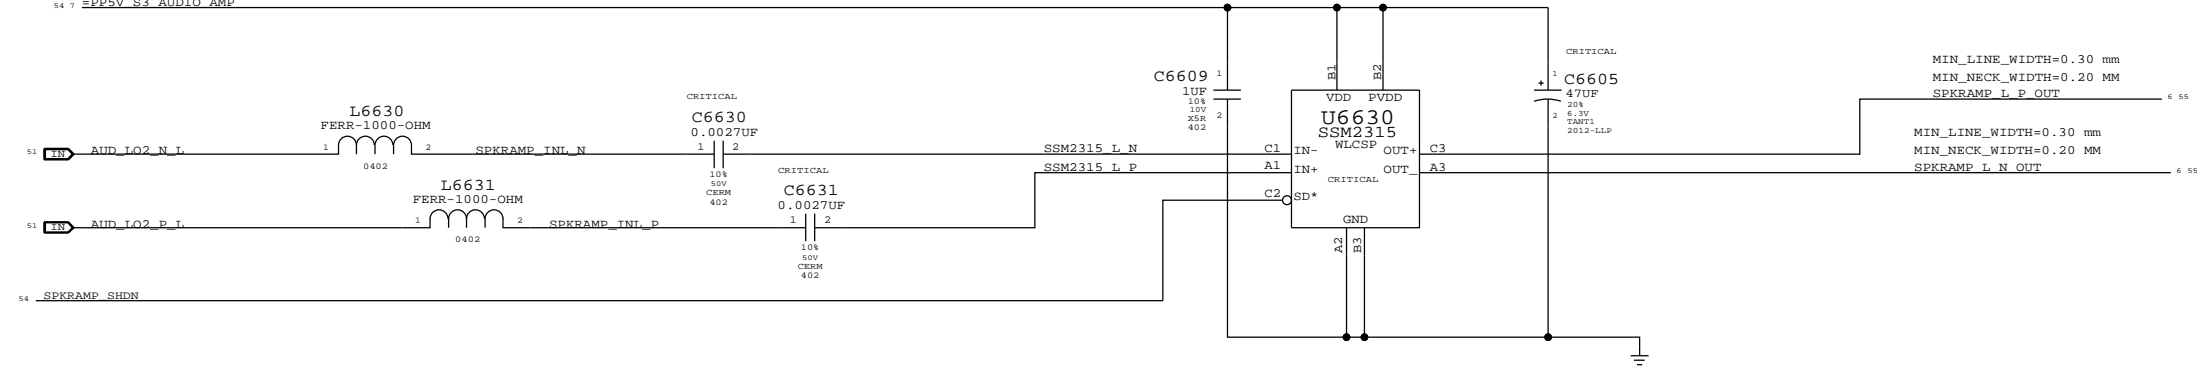 54 7 =PP5V_S3_AUDIO_AMP
CRITICAL
C6605
47UF
20%
6.3V
TANT1
2012-LLP
+
1
2
MIN_LINE_WIDTH=0.30 mm
MIN_NECK_WIDTH=0.20 MM
SPKRAMP_L_P_OUT 6 55
C6609
1UF
10%
10V
X5R
402
1
2
B1
B2
VDD PVDD
U6630
SSM2315
WLCSP
CRITICAL
L6630
FERR-1000-OHM
1 2
0402
CRITICAL
C6630
0.0027UF
1 2
10%
50V
CERM
402
MIN_LINE_WIDTH=0.30 mm
MIN_NECK_WIDTH=0.20 MM
SPKRAMP_L_N_OUT 6 55
51 IN AUD_LO2_N_L
SPKRAMP_INL_N
SSM2315_L_N
C1 IN- OUT+ C3
SSM2315_L_P
A1 IN+ OUT_ A3
C2 SD*
GND
A2
B3
L6631
FERR-1000-OHM
1 2
0402
CRITICAL
C6631
0.0027UF
1 2
10%
50V
CERM
402
51 IN AUD_LO2_P_L
SPKRAMP_INL_P
54 SPKRAMP_SHDN